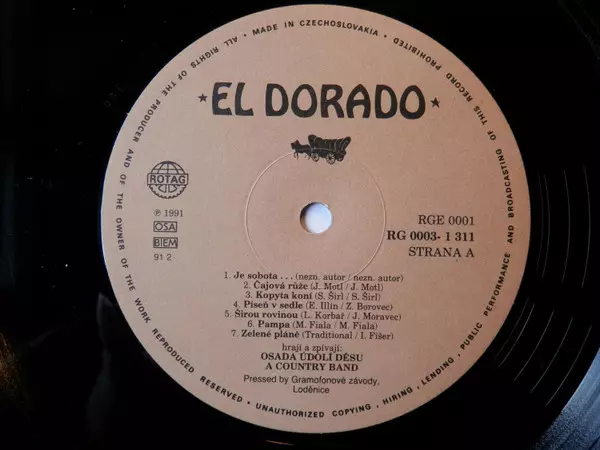 MADE IN CZECHOSLOVAKIA · ALL RIGHTS OF THE PRODUCER AND OF THE OWNER OF THE WORK REPRODUCED RESERVED · UNAUTHORIZED COPYING, HIRING, LENDING, PUBLIC PERFORMANCE AND BROADCASTING OF THIS RECORD PROHIBITED
★EL DORADO★
ROTAG
℗ 1991
OSA
BIEM
91 2
RGE 0001
RG 0003- 1 311
STRANA A
1. Je sobota . . . (nezn. autor / nezn. autor)
2. Čajová růže (J. Motl / J. Motl)
3. Kopyta koní (S. Širl / S. Širl)
4. Píseň v sedle (E. Illín / Z. Borovec)
5. Šírou rovinou (L. Korbař / J. Moravec)
6. Pampa (M. Fiala / M. Fiala)
7. Zelené pláně (Traditional / I. Fišer)
hrají a zpívají:
OSADA ÚDOLÍ DĚSU
A COUNTRY BAND
Pressed by Gramofonové závody,
Loděnice